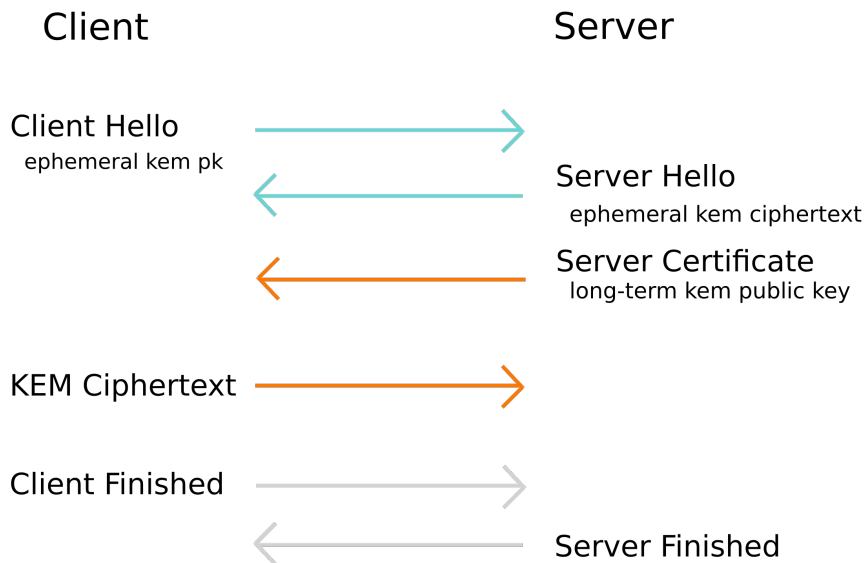 Client
Server
Client Hello
ephemeral kem pk
Server Hello
ephemeral kem ciphertext
Server Certificate
long-term kem public key
KEM Ciphertext
Client Finished
Server Finished